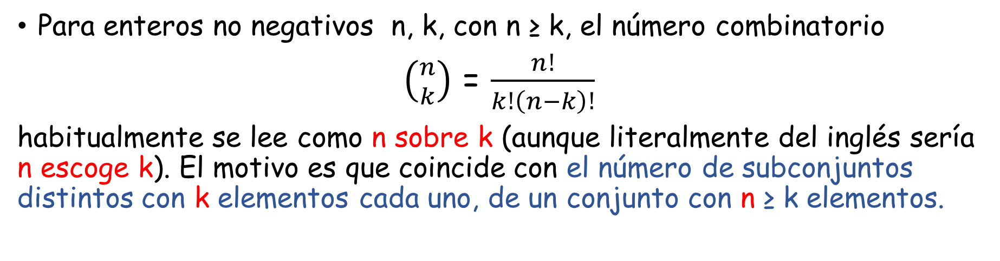 • Para enteros no negativos n, k, con n ≥ k, el número combinatorio
$\binom{n}{k} = \frac{n!}{k!(n-k)!}$
habitualmente se lee como n sobre k (aunque literalmente del inglés sería
n escoge k). El motivo es que coincide con el número de subconjuntos
distintos con k elementos cada uno, de un conjunto con n ≥ k elementos.